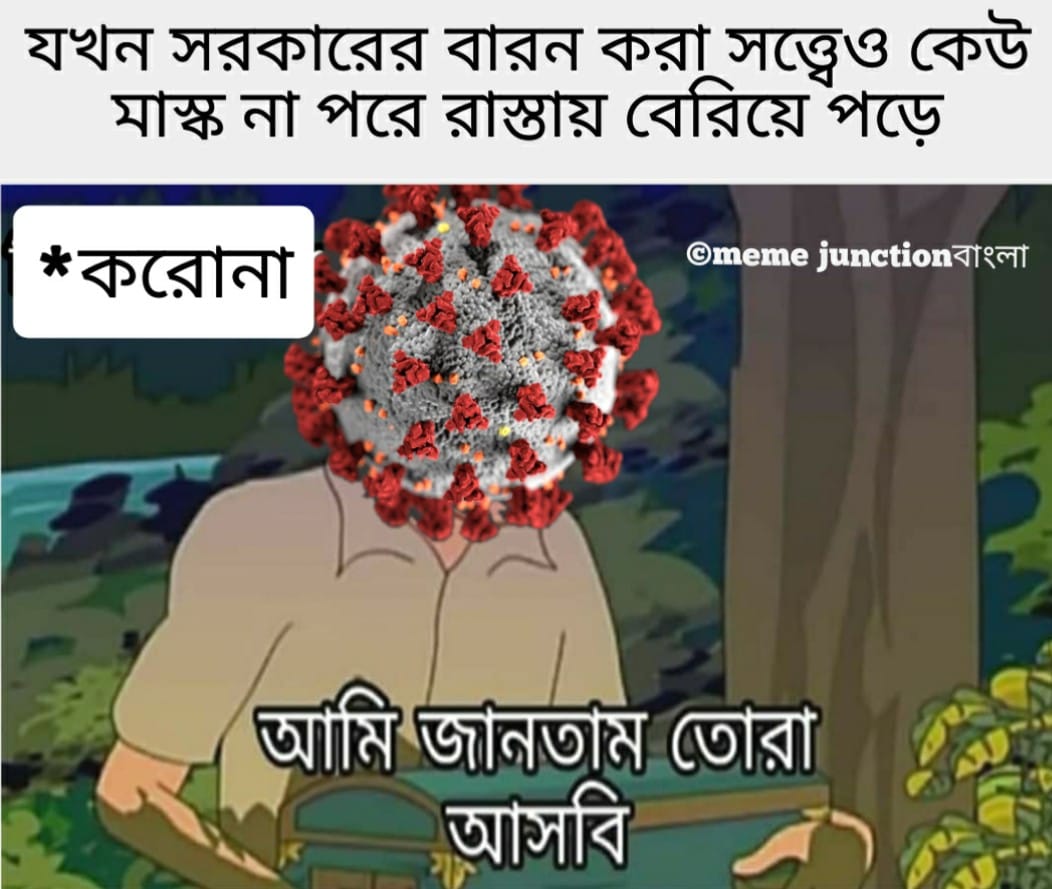 যখন সরকারের বারন করা সত্ত্বেও কেউ
মাস্ক না পরে রাস্তায় বেরিয়ে পড়ে
*করোনা
©meme junctionবাংলা
আমি জানতাম তোরা
আসবি